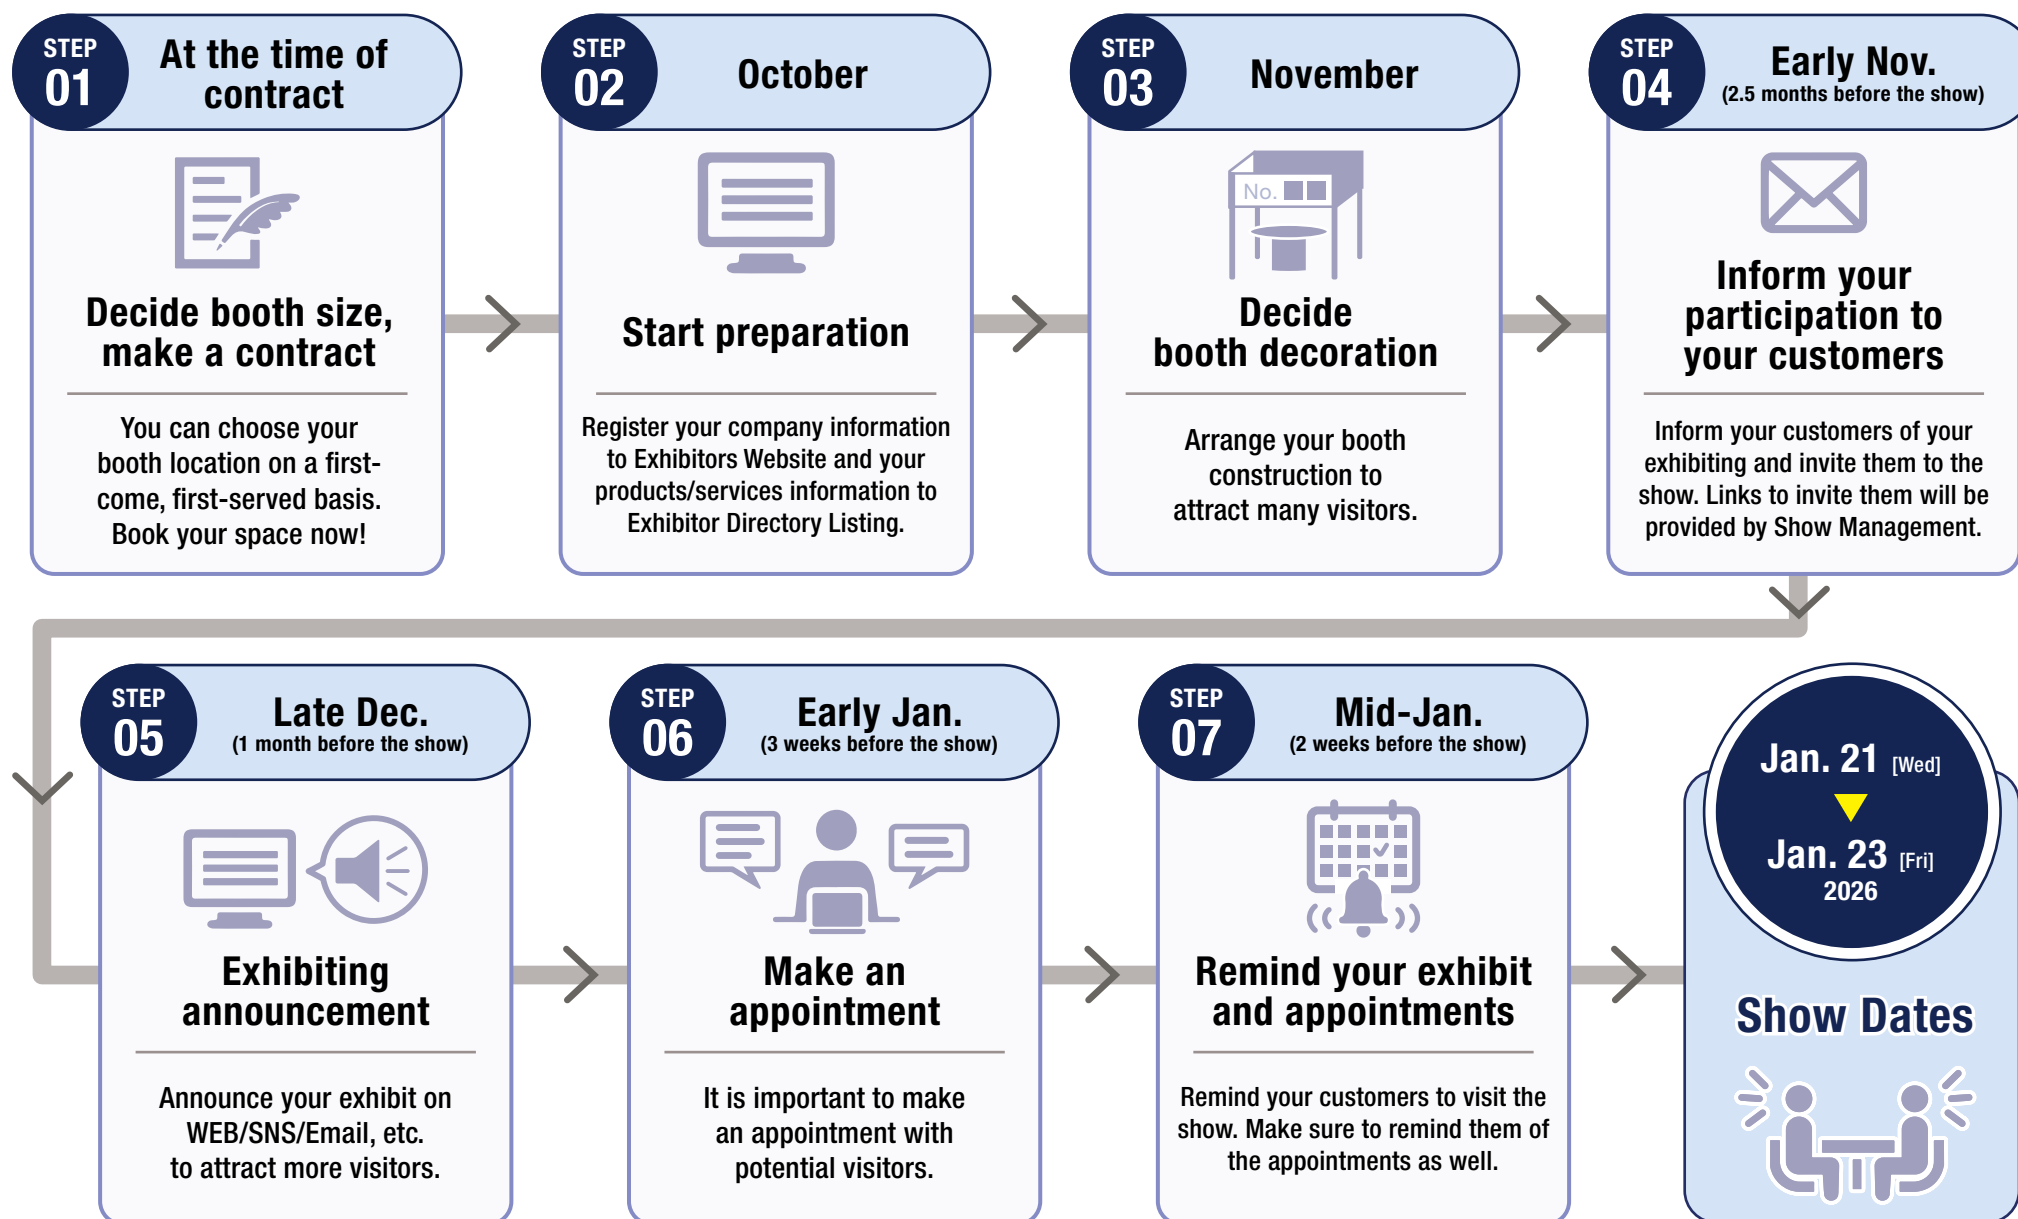 STEP
01
At the time of
contract
Decide booth size,
make a contract
You can choose your
booth location on a first-
come, first-served basis.
Book your space now!
STEP
02
October
Start preparation
Register your company information
to Exhibitors Website and your
products/services information to
Exhibitor Directory Listing.
STEP
03
November
No.
Decide
booth decoration
Arrange your booth
construction to
attract many visitors.
STEP
04
Early Nov.
(2.5 months before the show)
Inform your
participation to
your customers
Inform your customers of your
exhibiting and invite them to the
show. Links to invite them will be
provided by Show Management.
STEP
05
Late Dec.
(1 month before the show)
Exhibiting
announcement
Announce your exhibit on
WEB/SNS/Email, etc.
to attract more visitors.
STEP
06
Early Jan.
(3 weeks before the show)
Make an
appointment
It is important to make
an appointment with
potential visitors.
STEP
07
Mid-Jan.
(2 weeks before the show)
Remind your exhibit
and appointments
Remind your customers to visit the
show. Make sure to remind them of
the appointments as well.
Jan. 21 [Wed]
Jan. 23 [Fri]
2026
Show Dates